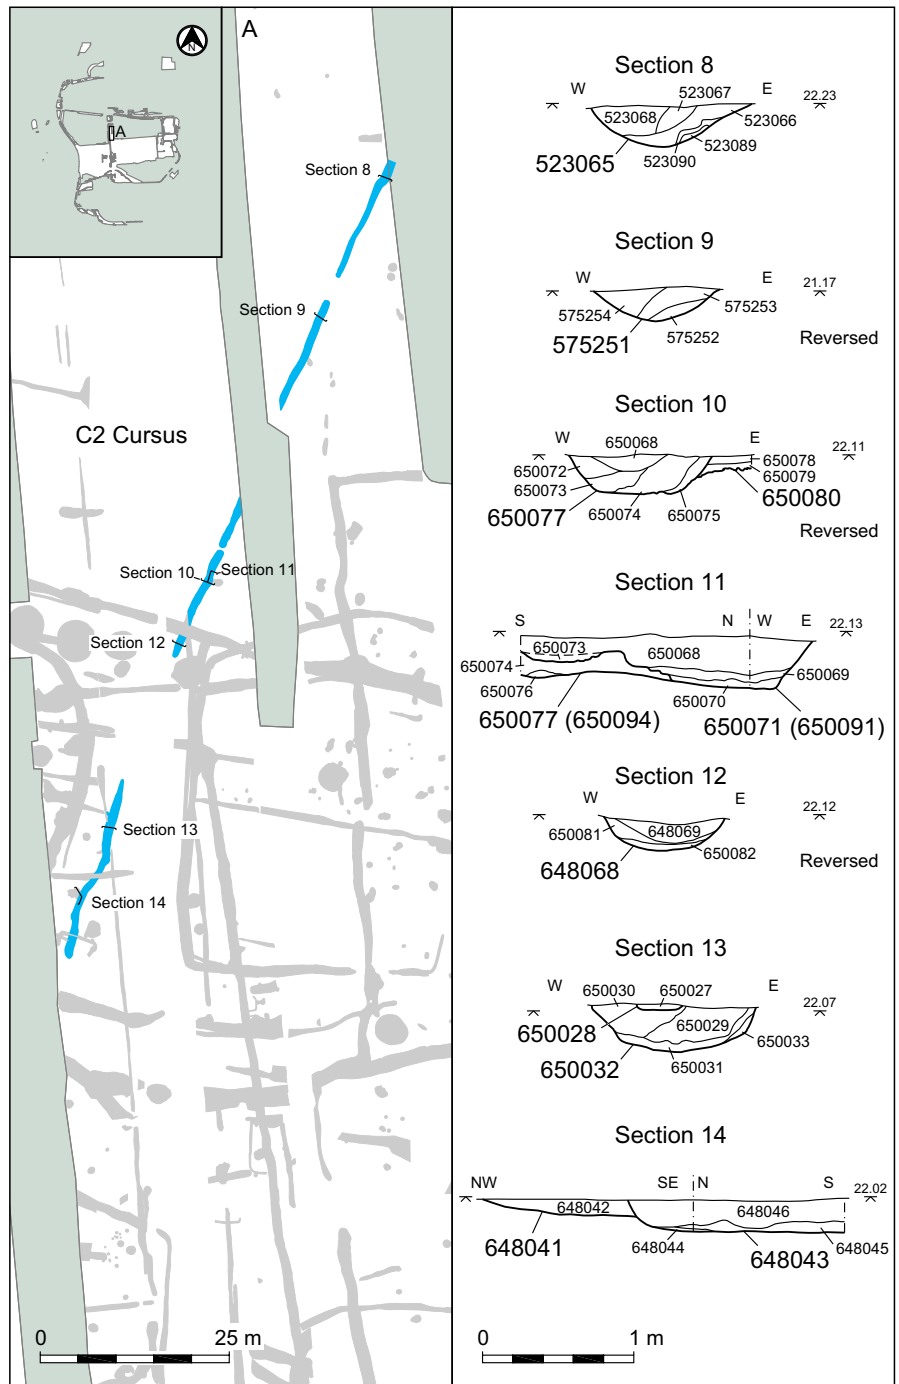 N
A
A
Section 8
Section 9
C2 Cursus
Section 10
Section 11
Section 12
Section 13
Section 14
0 25 m
Section 8
W E
523067
22.23
523068
523066
523089
523065
523090
Section 9
W E
21.17
575254
575253
575251
575252
Reversed
Section 10
W E
650068
22.11
650072
650078
650073
650079
650080
650077
650074
650075
Reversed
Section 11
S N W E
22.13
650073
650068
650074
650069
650076
650070
650077 (650094)
650071 (650091)
Section 12
W E
22.12
650081
648069
650082
648068
Reversed
Section 13
W E
650030
650027
22.07
650028
650029
650033
650032
650031
Section 14
NW SE N S
22.02
648042
648046
648041
648044
648043
648045
0 1 m